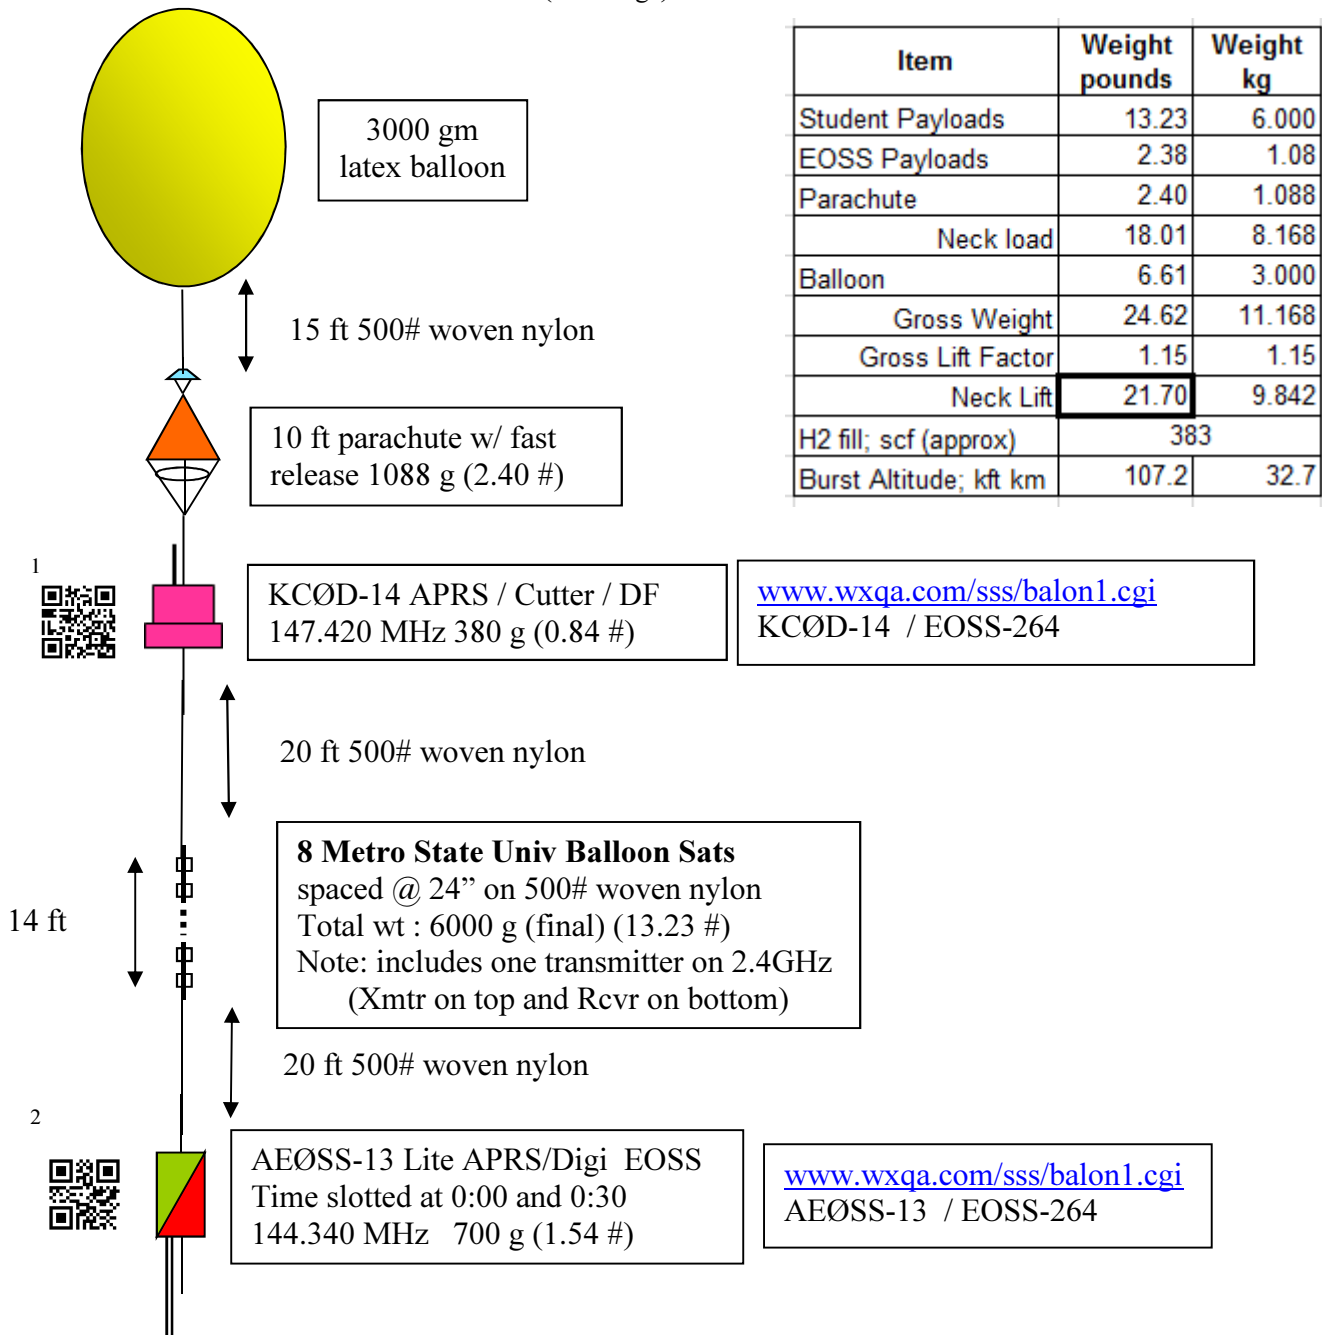 3000 gm
latex balloon
Item Weight pounds Weight kg
Student Payloads 13.23 6.000
EOSS Payloads 2.38 1.08
Parachute 2.40 1.088
Neck load 18.01 8.168
Balloon 6.61 3.000
Gross Weight 24.62 11.168
Gross Lift Factor 1.15 1.15
Neck Lift 21.70 9.842
H2 fill; scf (approx) 383
Burst Altitude; kft km 107.2 32.7
15 ft 500# woven nylon
10 ft parachute w/ fast
release 1088 g (2.40 #)
1
KCØD-14 APRS / Cutter / DF
147.420 MHz 380 g (0.84 #)
www.wxqa.com/sss/balon1.cgi
KCØD-14 / EOSS-264
20 ft 500# woven nylon
14 ft
8 Metro State Univ Balloon Sats
spaced @ 24” on 500# woven nylon
Total wt : 6000 g (final) (13.23 #)
Note: includes one transmitter on 2.4GHz
(Xmtr on top and Rcvr on bottom)
20 ft 500# woven nylon
2
AEØSS-13 Lite APRS/Digi EOSS
Time slotted at 0:00 and 0:30
144.340 MHz 700 g (1.54 #)
www.wxqa.com/sss/balon1.cgi
AEØSS-13 / EOSS-264